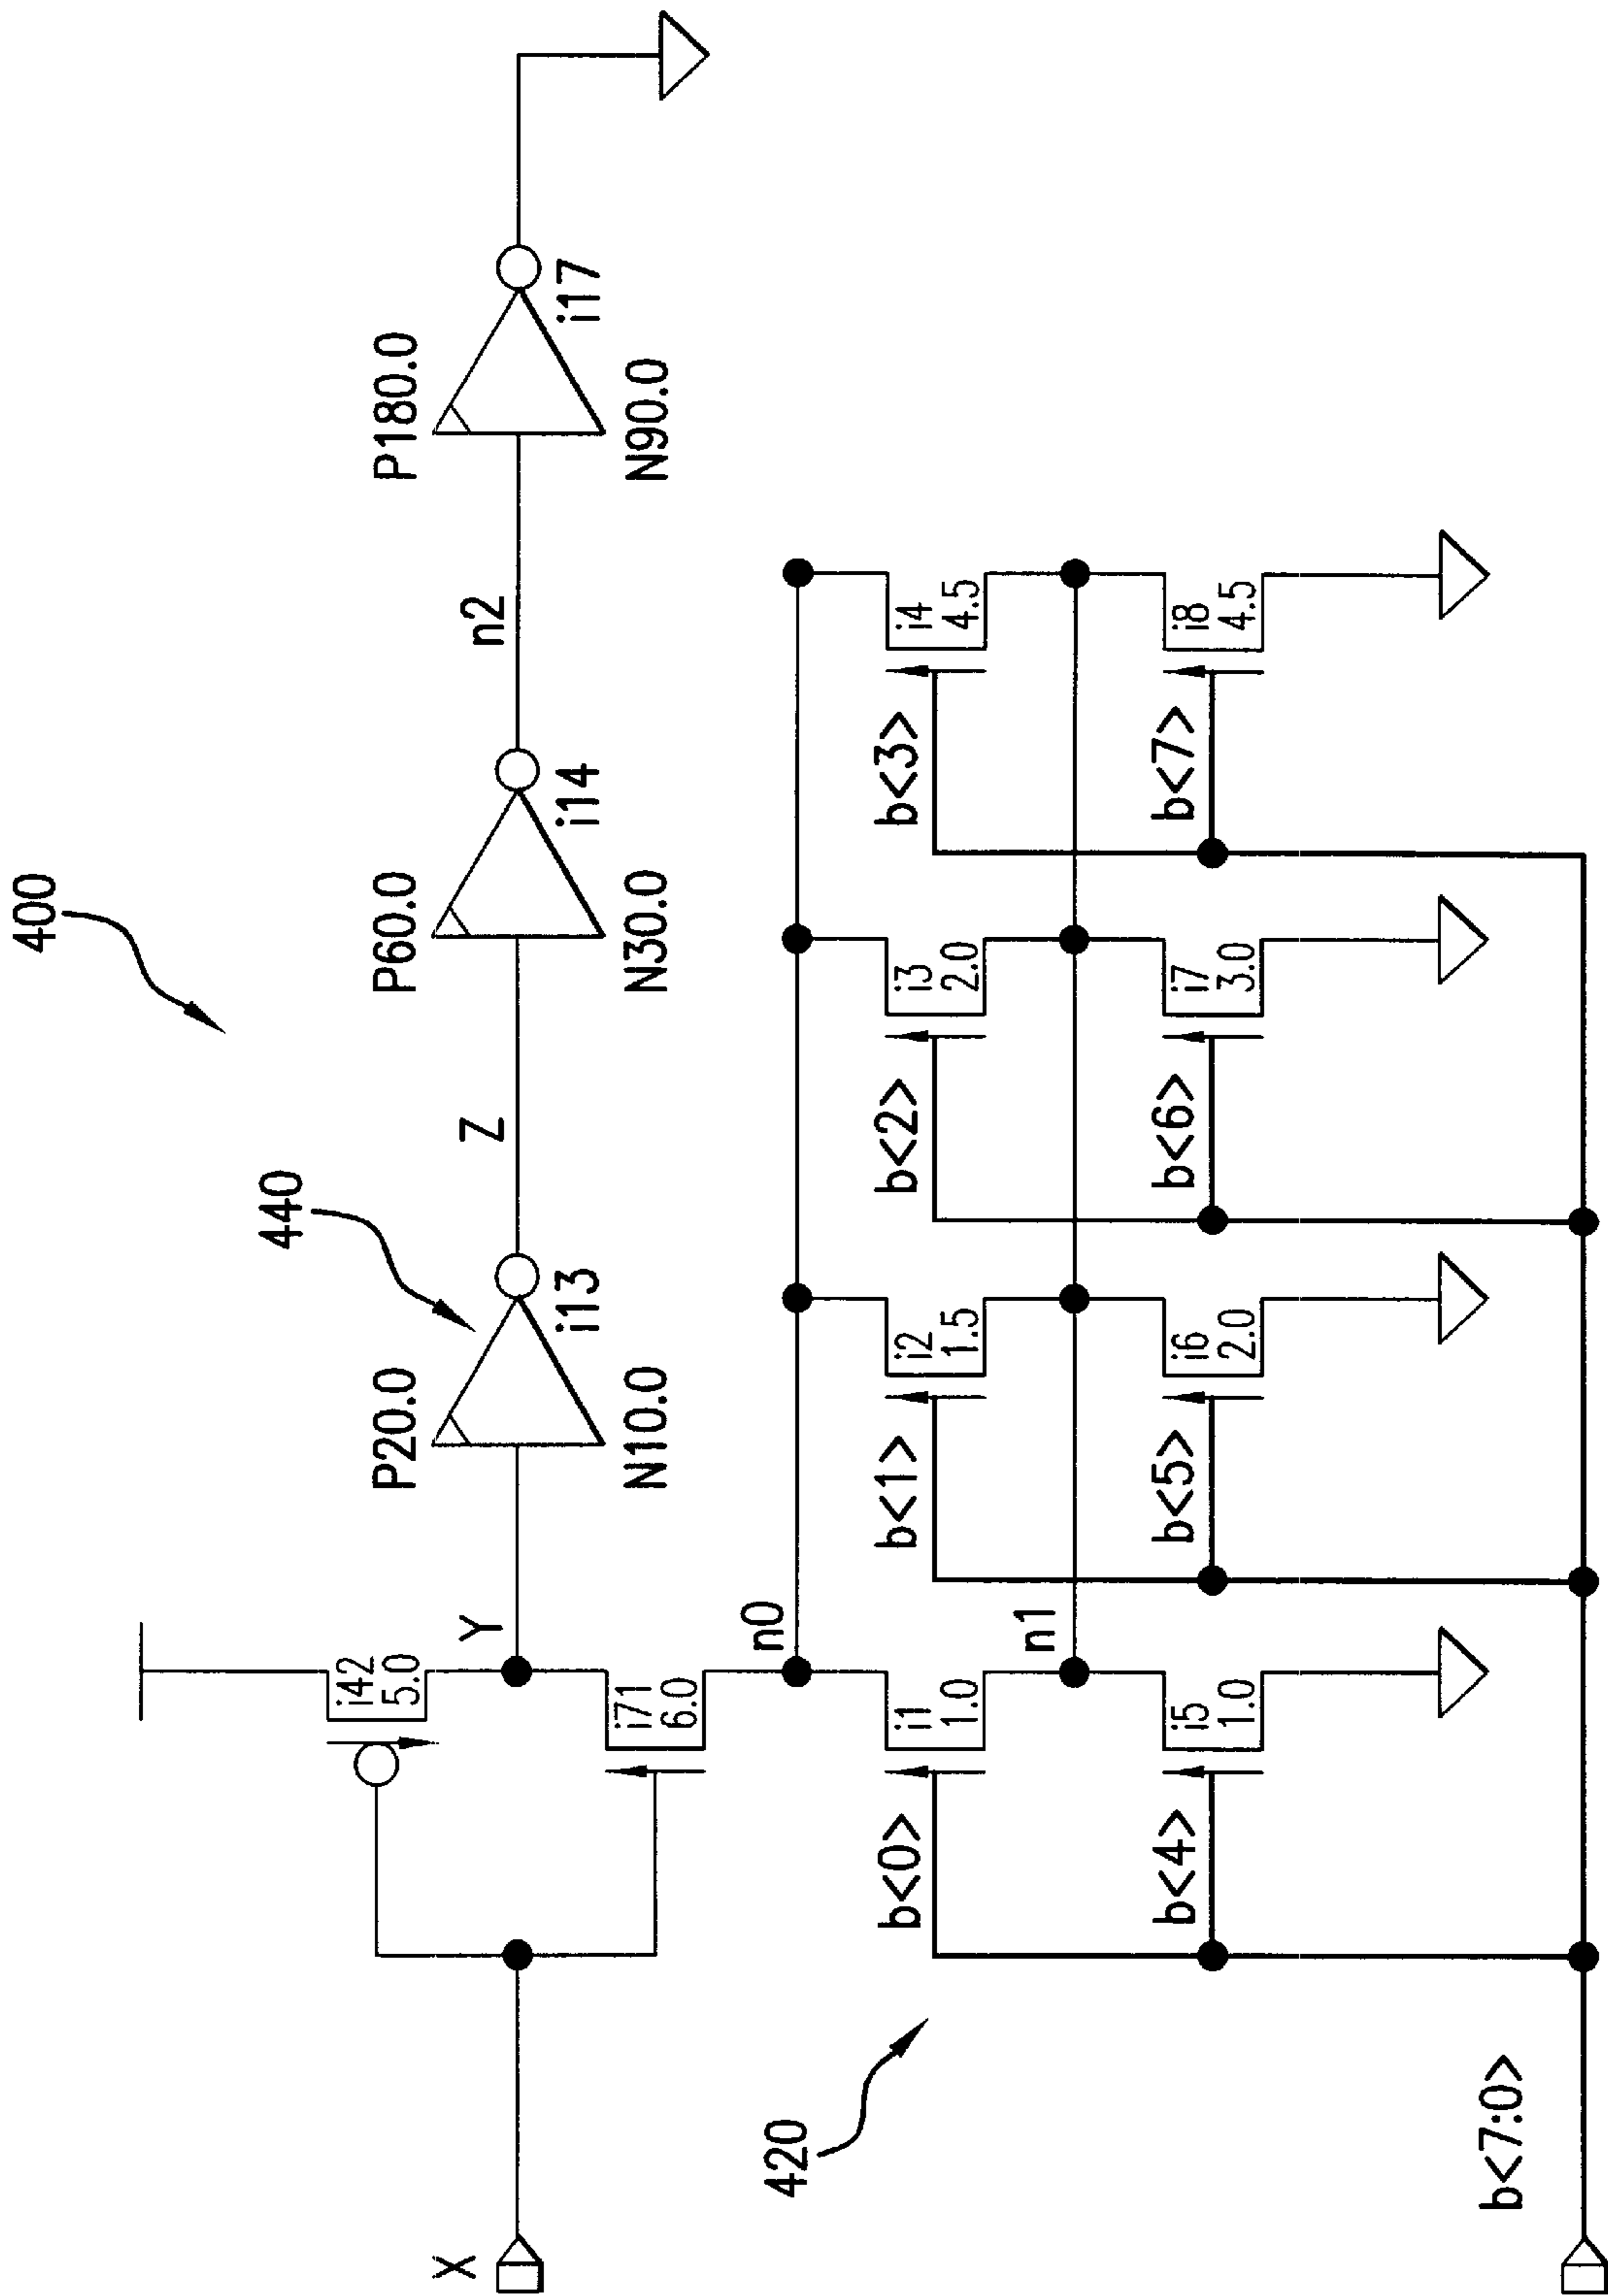 400
440
P20.0
P60.0
P180.0
X
i42
5.0
Y
Z
n2
i13
i14
i17
N10.0
N30.0
N90.0
i71
6.0
n0
420
b<0>
i1
1.0
b<1>
i2
1.5
b<2>
i3
2.0
b<3>
i4
4.5
n1
b<4>
i5
1.0
b<5>
i6
2.0
b<6>
i7
3.0
b<7>
i8
4.5
b<7:0>